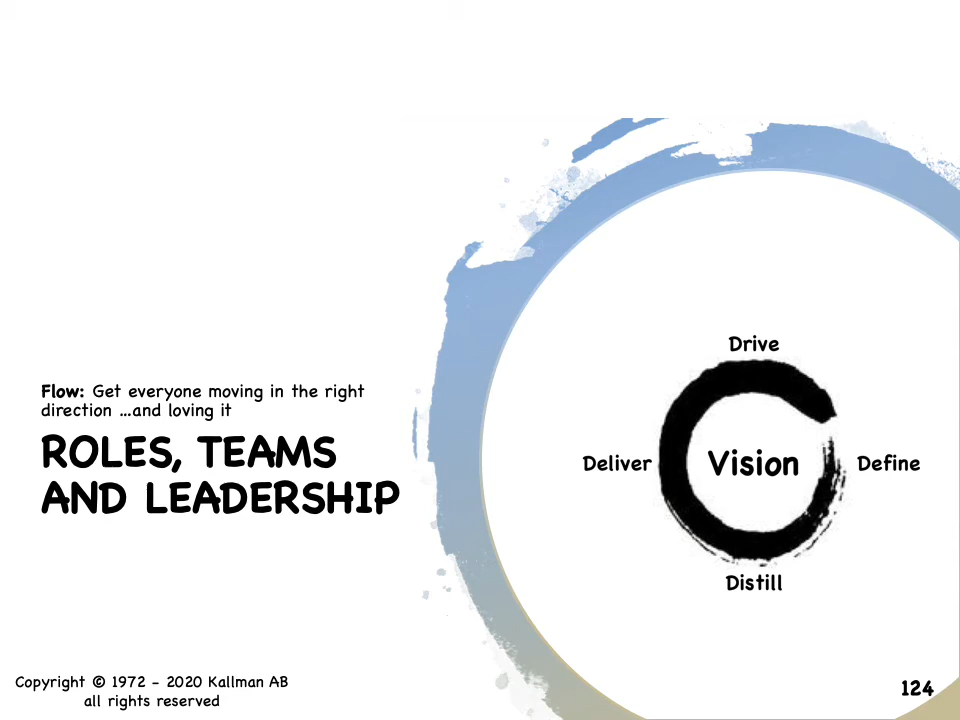 Flow: Get everyone moving in the right
direction ...and loving it
ROLES, TEAMS
AND LEADERSHIP
Drive
Deliver
Vision
Define
Distill
Copyright © 1972 - 2020 Kallman AB
all rights reserved
124